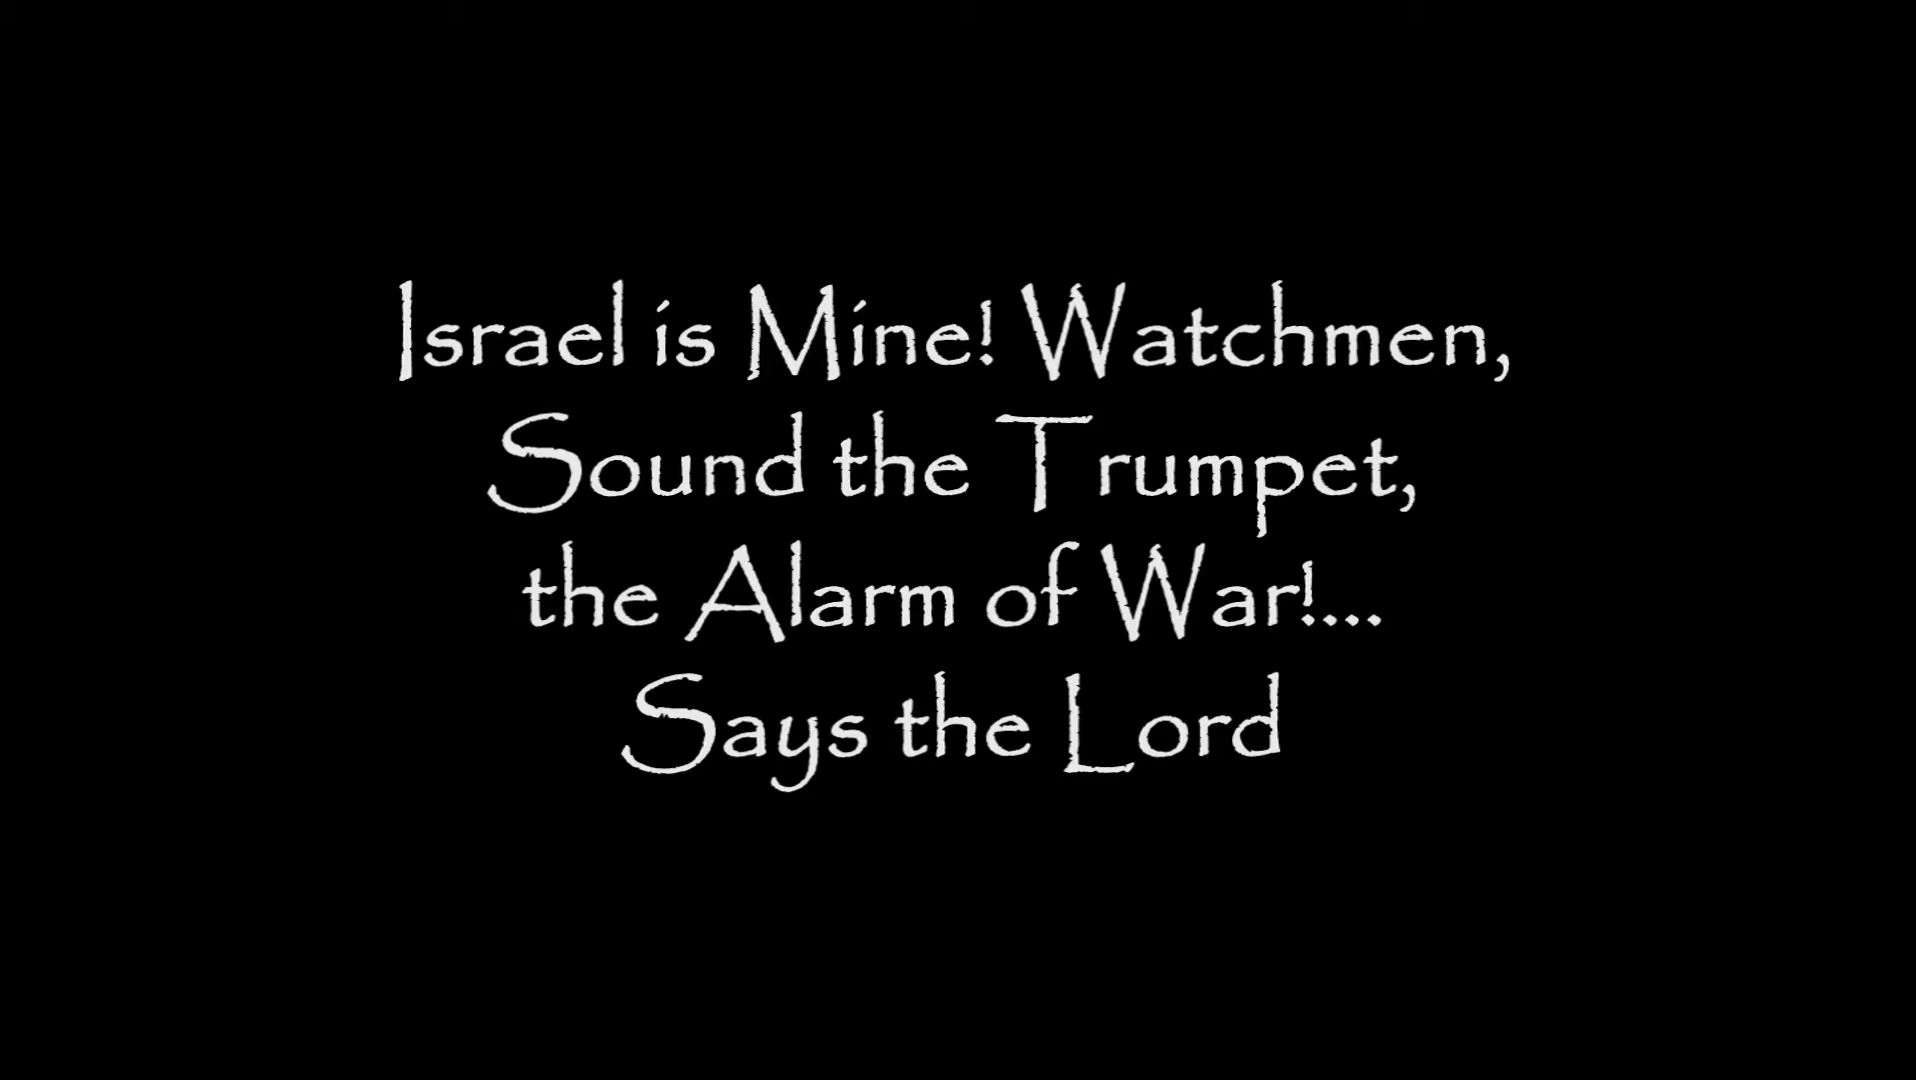 Israel is Mine! Watchmen,
Sound the Trumpet,
the Alarm of War!...
Says the Lord